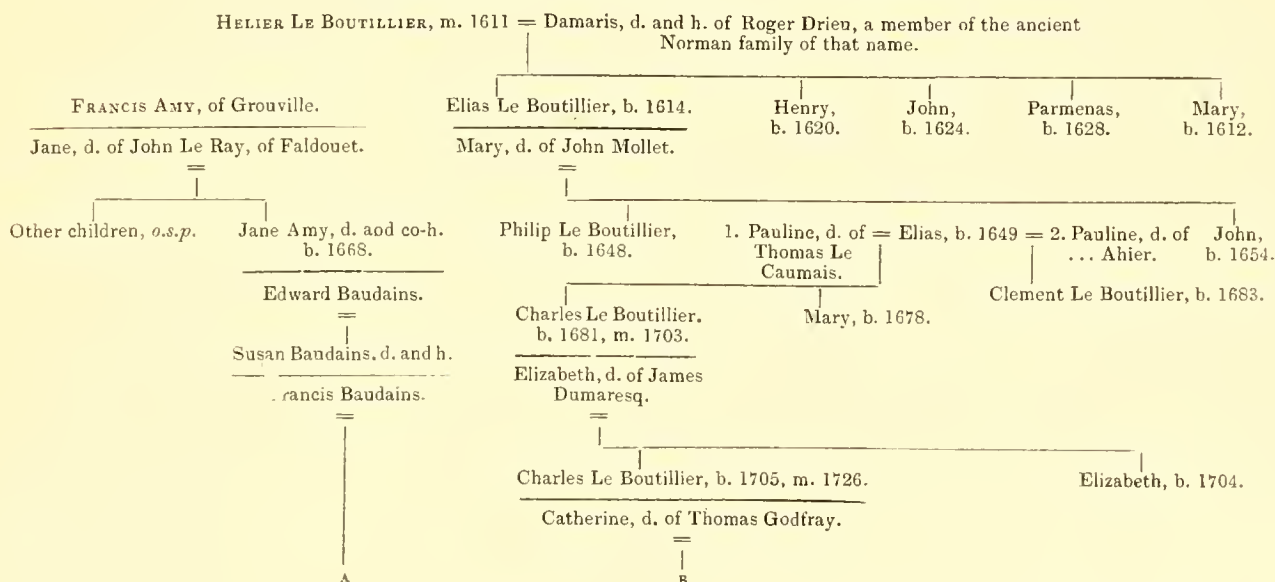 HELIER LE BOUTILLIER, m. 1611 = Damaris, d. and h. of Roger Drieu, a member of the ancient
Norman family of that name.
FRANCIS AMY, of Grouville.
Jane, d. of John Le Ray, of Faldouet.
=
Elias Le Boutillier, b. 1614.
Mary, d. of John Mollet.
=
Henry,
b. 1620.
John,
b. 1624.
Parmenas,
b. 1628.
Mary,
b. 1612.
Other children, o.s.p.
Jane Amy, d. aod co-h.
b. 1668.
Edward Baudains.
=
Susan Baudains. d. and h.
rancis Baudains.
=
Philip Le Boutillier,
b. 1648.
1. Pauline, d. of = Elias, b. 1649 = 2. Pauline, d. of
Thomas Le
Caumais.
... Ahier.
John,
b. 1654.
Clement Le Boutillier, b. 1683.
Charles Le Boutillier.
b. 1681, m. 1703.
Mary, b. 1678.
Elizabeth, d. of James
Dumaresq.
=
Charles Le Boutillier, b. 1705, m. 1726.
Elizabeth, b. 1704.
Catherine, d. of Thomas Godfray.
=
A
B